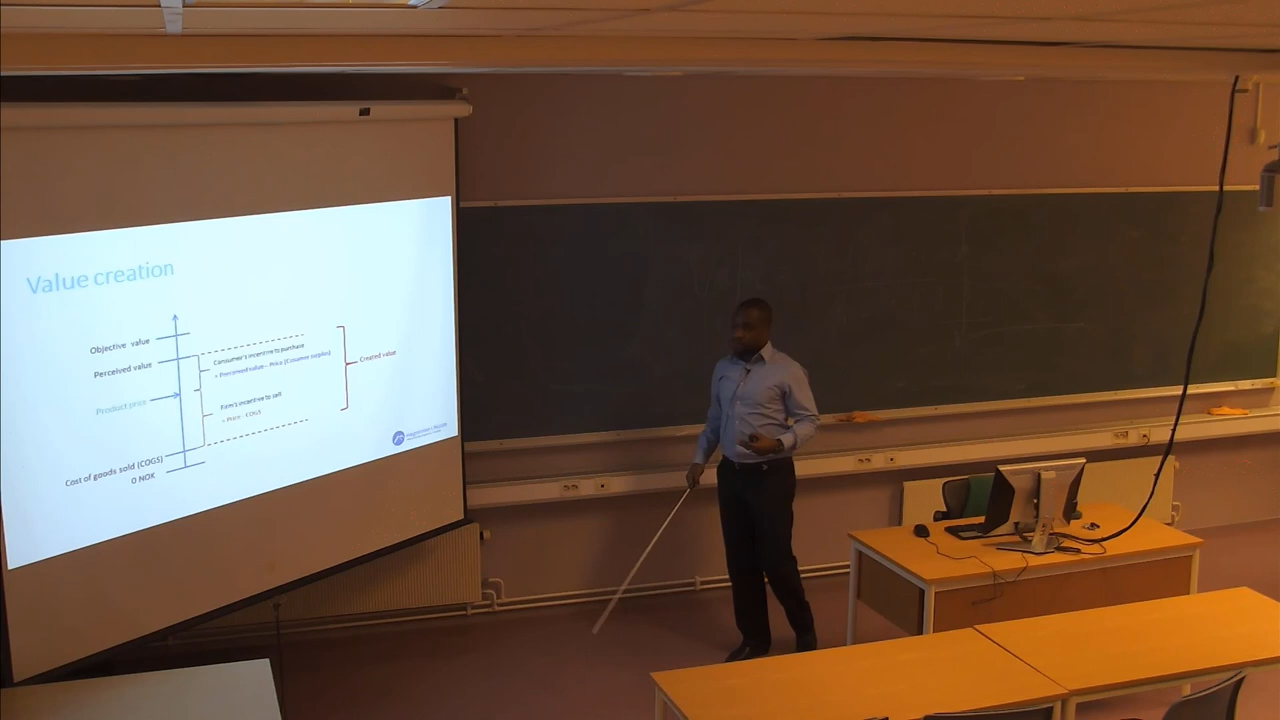 Value creation
Objective value
Perceived value
Product price
Cost of goods sold (COGS)
0 NOK
Consumer's incentive to purchase
= Perceived value – Price (Cosumer surplus)
Firm's incentive to sell
= Price – COGS
Created value